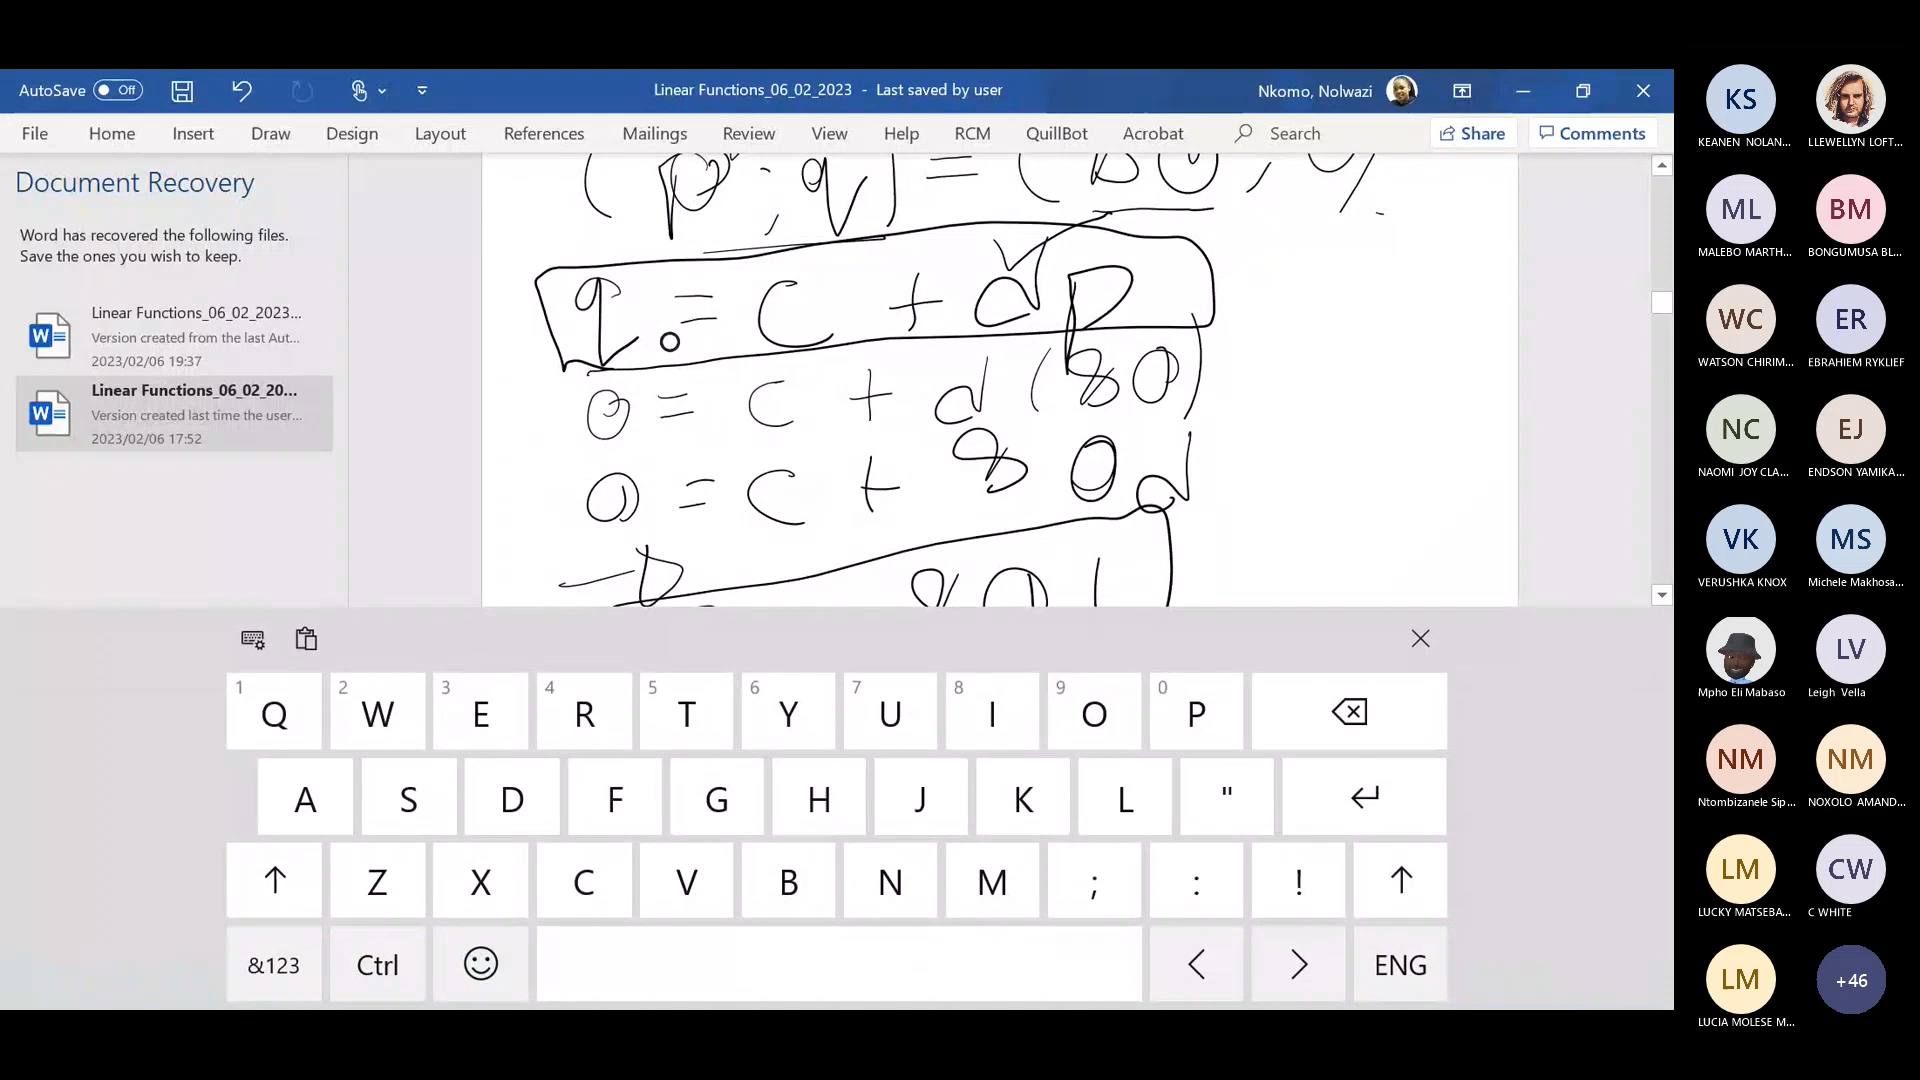 AutoSave Off Linear Functions_06_02_2023 - Last saved by user Nkomo, Nolwazi
File Home Insert Draw Design Layout References Mailings Review View Help RCM QuillBot Acrobat Search Share Comments
Document Recovery
Word has recovered the following files.
Save the ones you wish to keep.
Linear Functions_06_02_2023...
Version created from the last Aut...
2023/02/06 19:37
Linear Functions_06_02_20...
Version created last time the user...
2023/02/06 17:52
(p; q) = (80; 0)
q = c + dp
0 = c + d(80)
0 = c + 80d
80d
1 Q 2 W 3 E 4 R 5 T 6 Y 7 U 8 I 9 O 0 P
A S D F G H J K L "
Z X C V B N M ; : !
&123 Ctrl < > ENG
KS
KEANEN NOLAN...
LLEWELLYN LOFT...
ML BM
MALEBO MARTH... BONGUMUSA BL...
WC ER
WATSON CHIRIM... EBRAHIEM RYKLIEF
NC EJ
NAOMI JOY CLA... ENDSON YAMIKA...
VK MS
VERUSHKA KNOX Michele Makhosa...
LV
Mpho Eli Mabaso Leigh Vella
NM NM
Ntombizanele Sip... NOXOLO AMAND...
LM CW
LUCKY MATSEBA... C WHITE
LM +46
LUCIA MOLESE M...